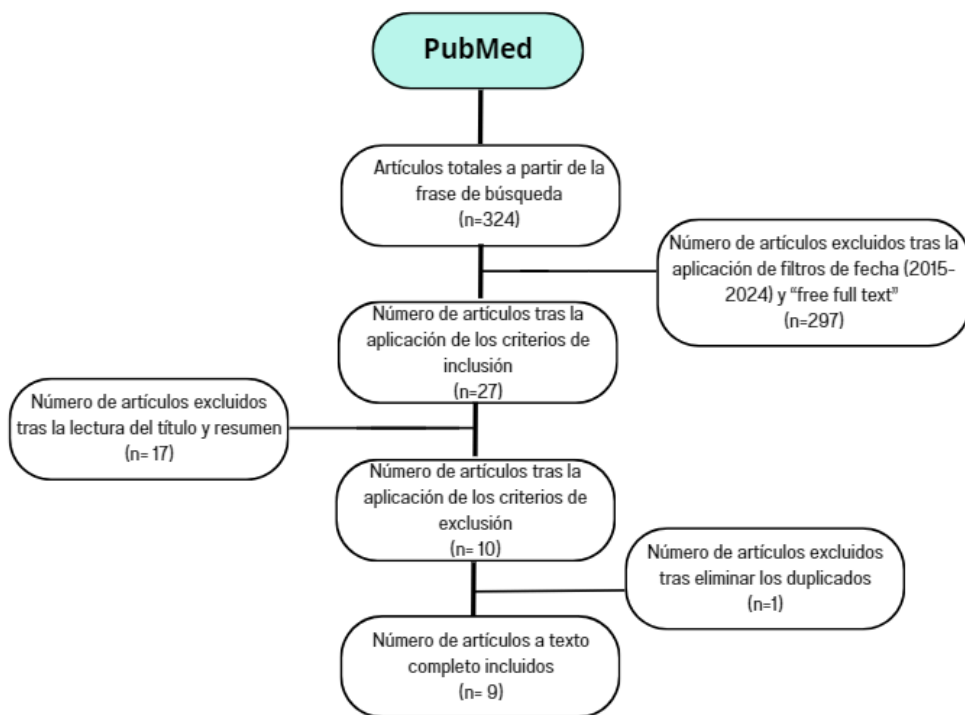 PubMed
Artículos totales a partir de la
frase de búsqueda
(n=324)
Número de artículos excluidos tras la
aplicación de filtros de fecha (2015-
2024) y “free full text”
(n=297)
Número de artículos tras la
aplicación de los criterios de
inclusión
(n=27)
Número de artículos excluidos
tras la lectura del título y resumen
(n= 17)
Número de artículos tras la
aplicación de los criterios de
exclusión
(n= 10)
Número de artículos excluidos
tras eliminar los duplicados
(n=1)
Número de artículos a texto
completo incluidos
(n= 9)